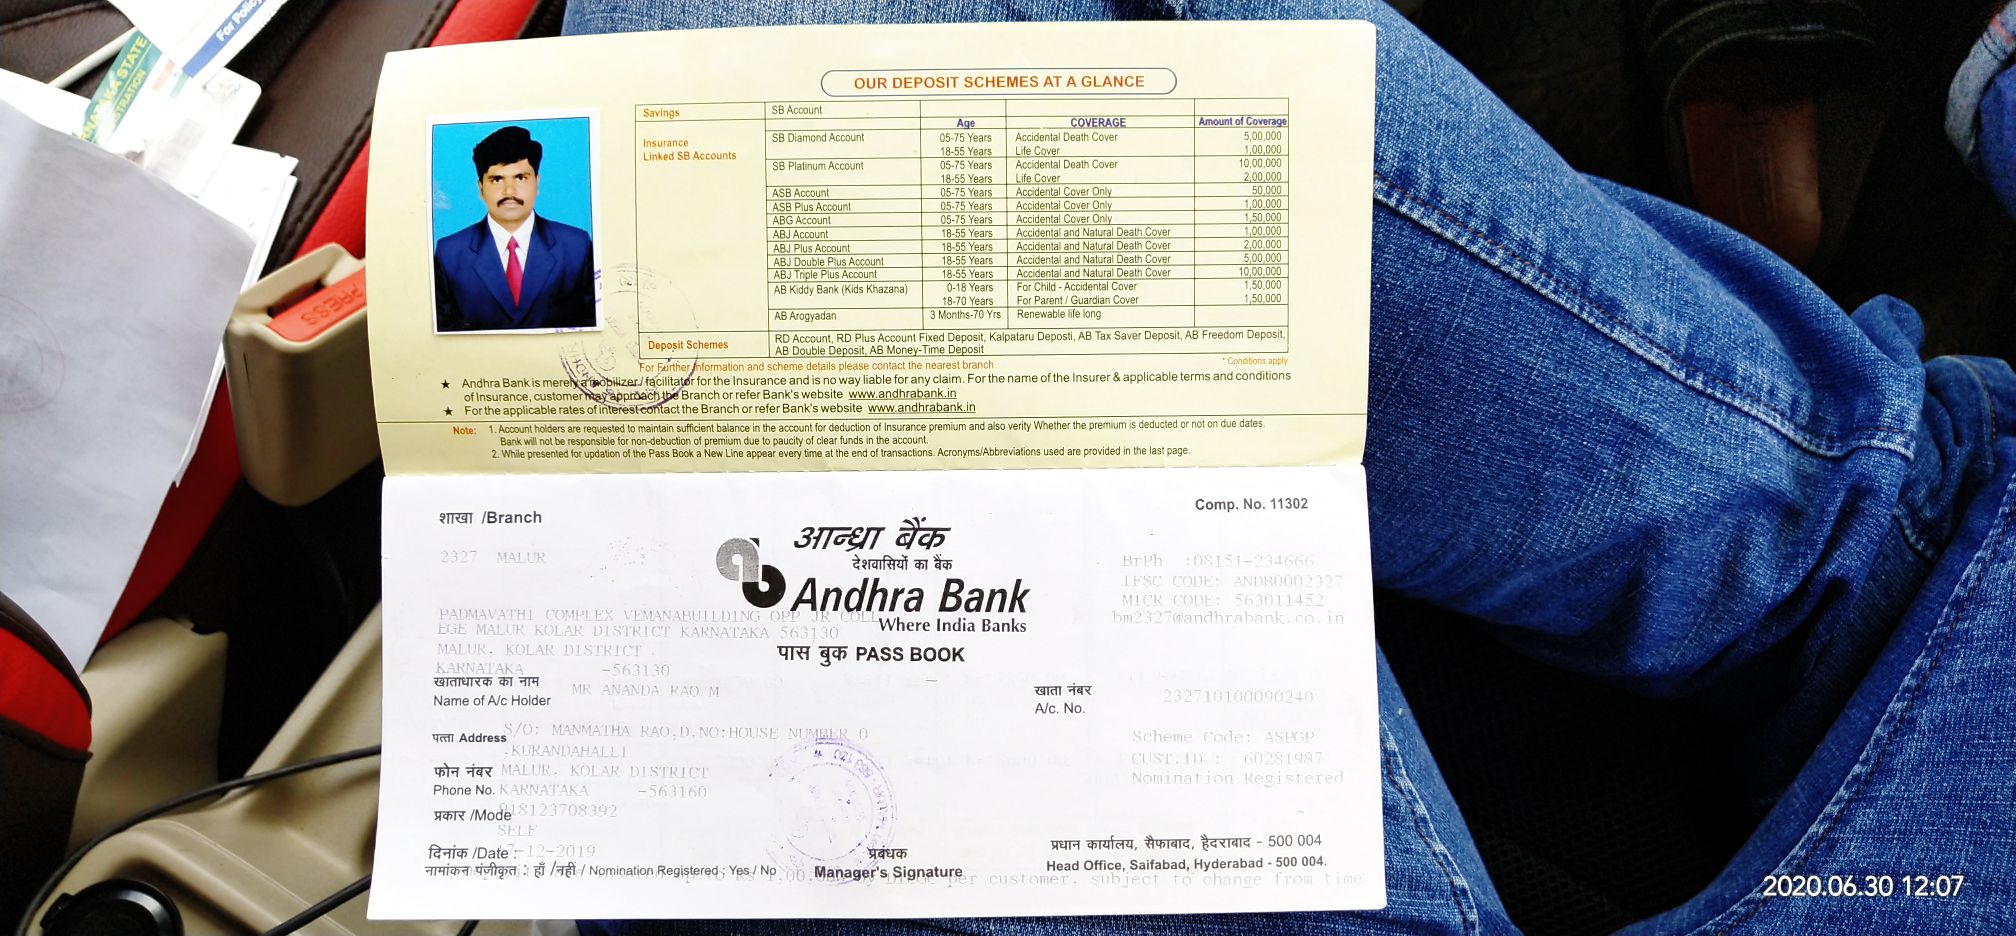 For Policy
KARNATAKA STATE
PRESS
OUR DEPOSIT SCHEMES AT A GLANCE
Savings SB Account
Age COVERAGE Amount of Coverage
Insurance Linked SB Accounts
SB Diamond Account 05-75 Years Accidental Death Cover 5,00,000
18-55 Years Life Cover 1,00,000
SB Platinum Account 05-75 Years Accidental Death Cover 10,00,000
18-55 Years Life Cover 2,00,000
ASB Account 05-75 Years Accidental Cover Only 50,000
ASB Plus Account 05-75 Years Accidental Cover Only 1,00,000
ABG Account 05-75 Years Accidental Cover Only 1,50,000
ABJ Account 18-55 Years Accidental and Natural Death Cover 1,00,000
ABJ Plus Account 18-55 Years Accidental and Natural Death Cover 2,00,000
ABJ Double Plus Account 18-55 Years Accidental and Natural Death Cover 5,00,000
ABJ Triple Plus Account 18-55 Years Accidental and Natural Death Cover 10,00,000
AB Kiddy Bank (Kids Khazana) 0-18 Years For Child - Accidental Cover 1,50,000
18-70 Years For Parent / Guardian Cover 1,50,000
AB Arogyadan 3 Months-70 Yrs Renewable life long
Deposit Schemes RD Account, RD Plus Account Fixed Deposit, Kalpataru Deposti, AB Tax Saver Deposit, AB Freedom Deposit,
AB Double Deposit, AB Money-Time Deposit
* Conditions apply
For Further Information and scheme details please contact the nearest branch
★ Andhra Bank is merely a mobilizer / facilitator for the Insurance and is no way liable for any claim. For the name of the Insurer & applicable terms and conditions
of Insurance, customer may approach the Branch or refer Bank's website www.andhrabank.in
★ For the applicable rates of interest contact the Branch or refer Bank's website www.andhrabank.in
Note: 1. Account holders are requested to maintain sufficient balance in the account for deduction of Insurance premium and also verity Whether the premium is deducted or not on due dates.
Bank will not be responsible for non-debuction of premium due to paucity of clear funds in the account.
2. While presented for updation of the Pass Book a New Line appear every time at the end of transactions. Acronyms/Abbreviations used are provided in the last page.
Comp. No. 11302
शाखा /Branch
2327 MALUR
आन्ध्रा बैंक
देशवासियों का बैंक
Andhra Bank
Where India Banks
पास बुक PASS BOOK
BrPh :08151-234666
IFSC CODE: ANDB0002327
MICR CODE: 563011452
bm2327@andhrabank.co.in
PADMAVATHI COMPLEX VEMANABUILDING OPP JR COLL
EGE MALUR KOLAR DISTRICT KARNATAKA 563130
MALUR, KOLAR DISTRICT .
KARNATAKA -563130
खाताधारक का नाम
Name of A/c Holder MR ANANDA RAO M
खाता नंबर
A/c. No. 232710100090240
पत्ता Address S/O: MANMATHA RAO,D.NO:HOUSE NUMBER 0
.KURANDAHALLI
Scheme Code: ASPGP
CUST.ID : 60281987
Nomination Registered
फोन नंबर MALUR, KOLAR DISTRICT
Phone No. KARNATAKA -563160
918123708392
प्रकार /Mode
SELF
दिनांक /Date : 17-12-2019
नामांकन पंजीकृत : हाँ /नहीं / Nomination Registered : Yes / No
प्रबंधक
Manager's Signature
प्रधान कार्यालय, सैफाबाद, हैदराबाद - 500 004
Head Office, Saifabad, Hyderabad - 500 004.
per customer, subject to change from time
2020.06.30 12:07